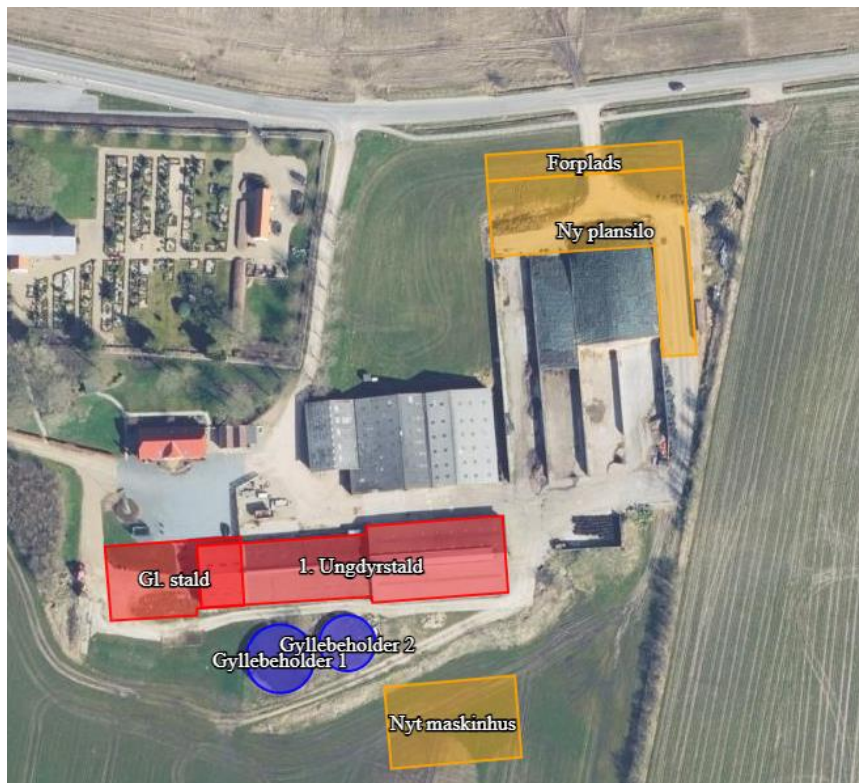 Forplads
Ny plansilo
Gl. stald
1. Ungdyrstald
Gyllebeholder 2
Gyllebeholder 1
Nyt maskinhus